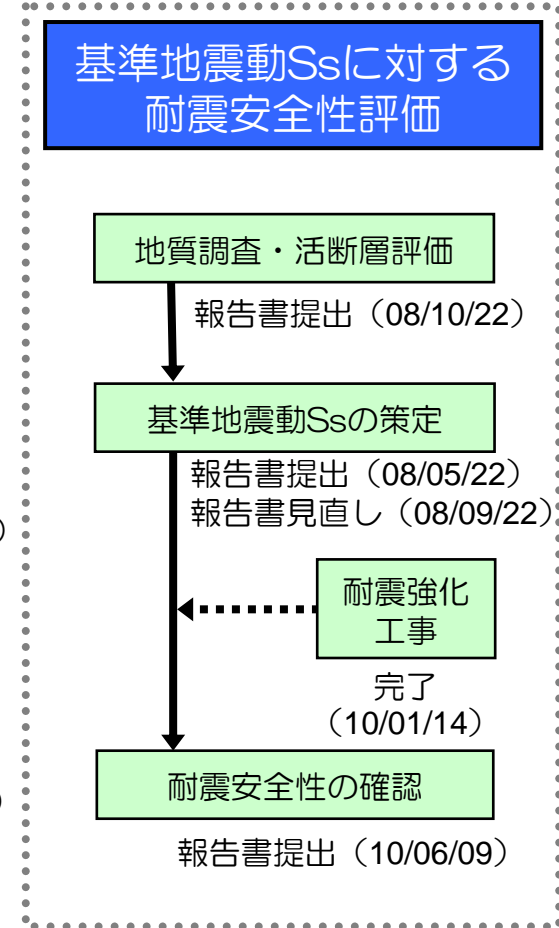 基準地震動Ssに対する
耐震安全性評価
地質調査・活断層評価
報告書提出（08/10/22）
基準地震動Ssの策定
報告書提出（08/05/22）
報告書見直し（08/09/22）
耐震強化
工事
完了
（10/01/14）
耐震安全性の確認
報告書提出（10/06/09）
）
）